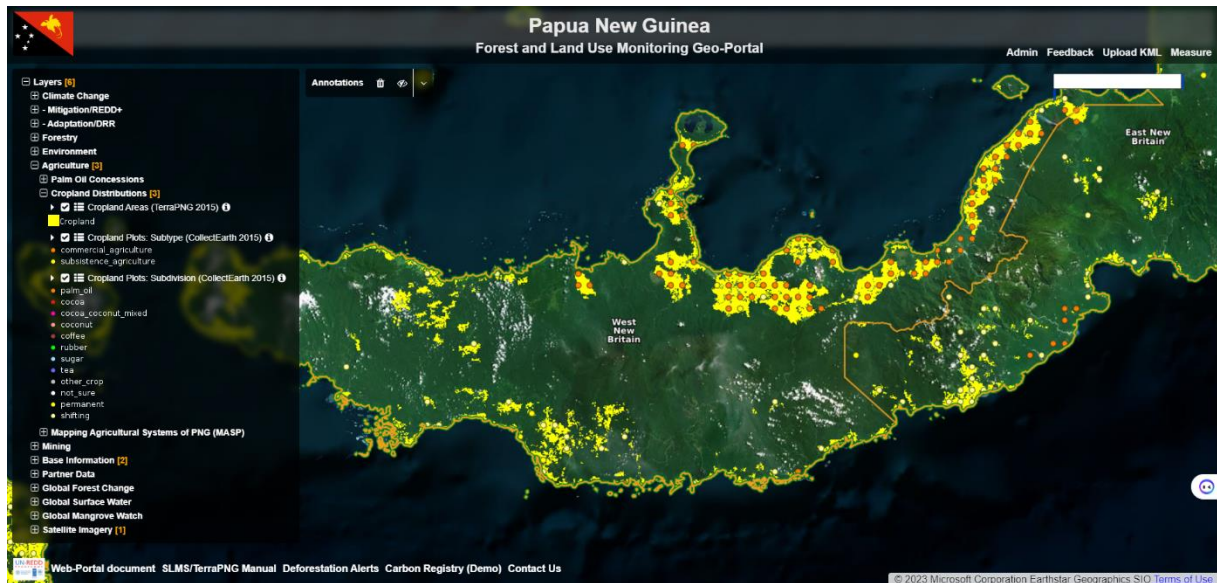 Papua New Guinea
Forest and Land Use Monitoring Geo-Portal
Admin Feedback Upload KML Measure
Layers [6]
Climate Change
- Mitigation/REDD+
- Adaptation/DRR
Forestry
Environment
Agriculture [3]
Palm Oil Concessions
Cropland Distributions [3]
Cropland Areas (TerraPNG 2015)
Cropland
Cropland Plots: Subtype (CollectEarth 2015)
commercial_agriculture
subsistence_agriculture
Cropland Plots: Subdivision (CollectEarth 2015)
palm_oil
cocoa
cocoa_coconut_mixed
coconut
coffee
rubber
sugar
tea
other_crop
not_sure
permanent
shifting
Mapping Agricultural Systems of PNG (MASP)
Mining
Base Information [2]
Partner Data
Global Forest Change
Global Surface Water
Global Mangrove Watch
Satellite Imagery [1]
Annotations
East New
Britain
West
New
Britain
UN-REDD
Web-Portal document SLMS/TerraPNG Manual Deforestation Alerts Carbon Registry (Demo) Contact Us
© 2023 Microsoft Corporation Earthstar Geographics SIO Terms of Use